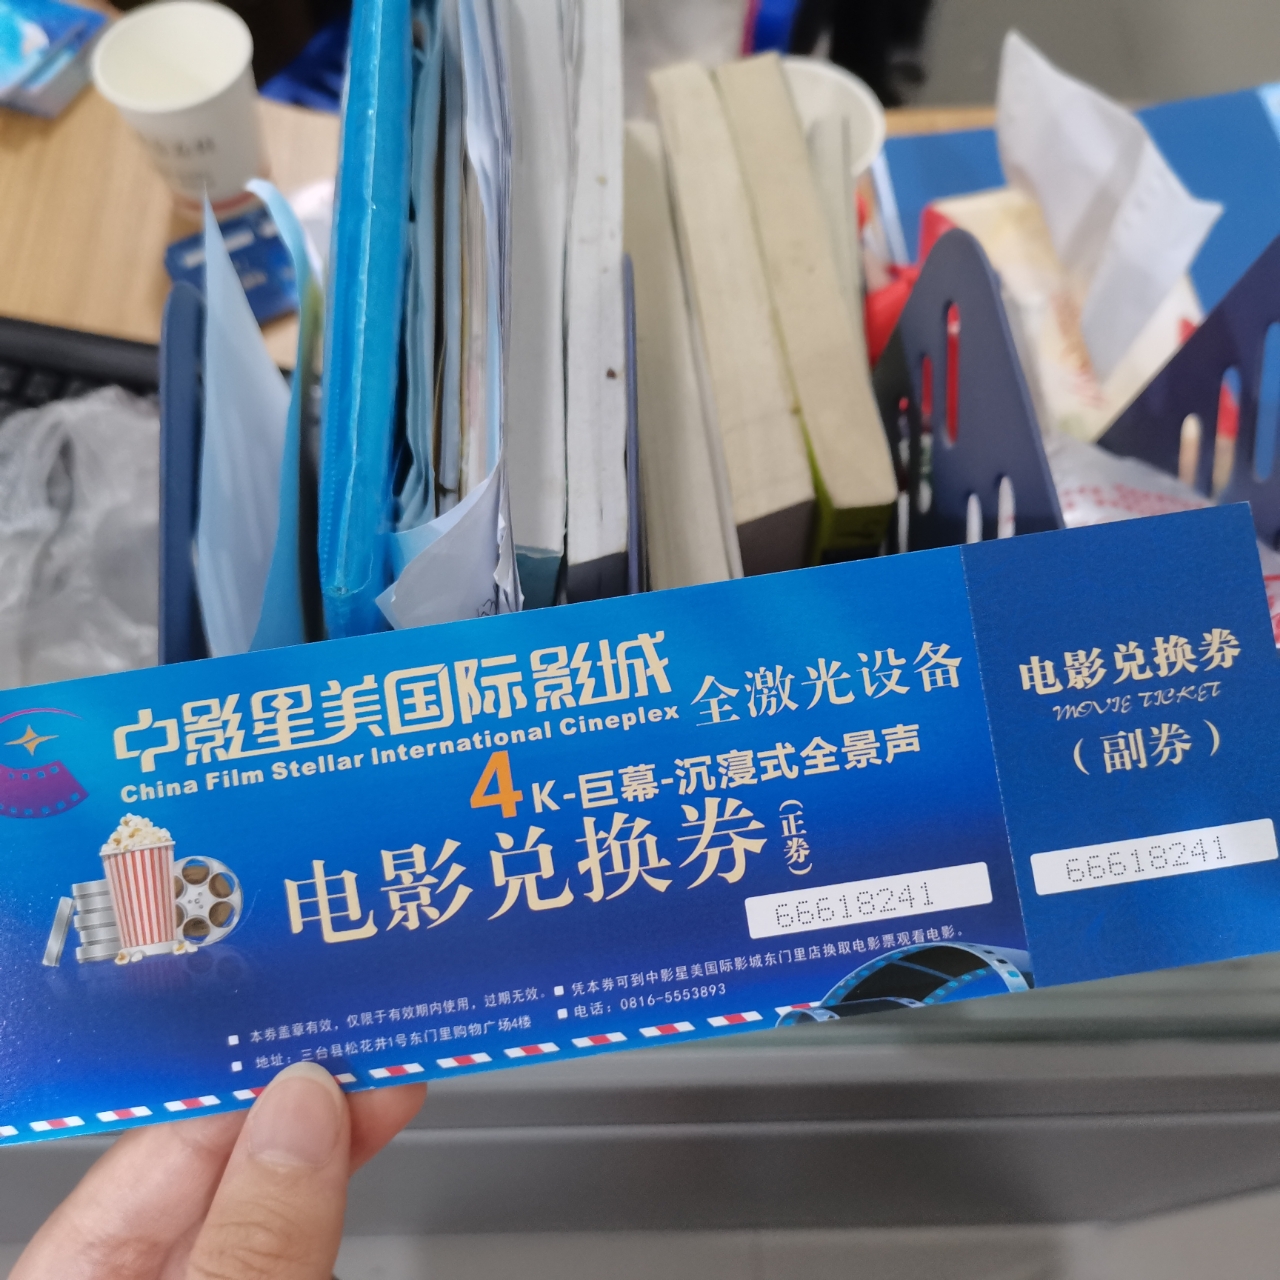 中影星美国际影城 全激光设备
China Film Stellar International Cineplex
4K-巨幕-沉寝式全景声
电影兑换券(正券)
66618241
本券盖章有效，仅限于有效期内使用，过期无效。
凭本券可到中影星美国际影城东门里店换取电影票观看电影。
地址：三台县松花井1号东门里购物广场4楼
电话：0816-5553893
电影兑换券
MOVIE TICKET
(副券)
66618241